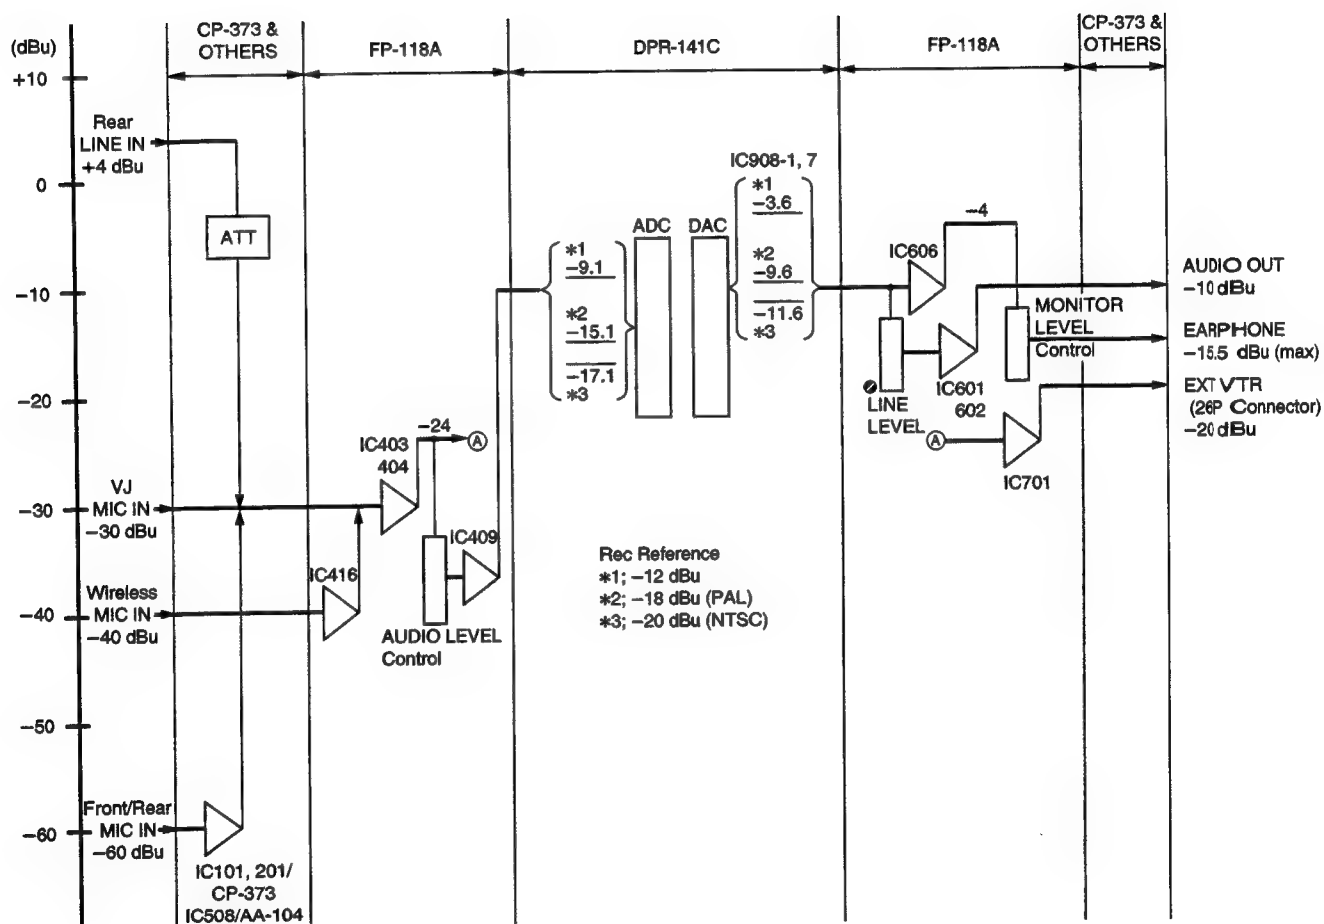 (dBu)
CP-373 &
OTHERS
FP-118A
DPR-141C
FP-118A
CP-373 &
OTHERS
+10
0
−10
−20
−30
−40
−50
−60
Rear
LINE IN
+4 dBu
ATT
VJ
MIC IN
−30 dBu
Wireless
MIC IN
−40 dBu
Front/Rear
MIC IN
−60 dBu
IC101, 201/
CP-373
IC508/AA-104
IC416
IC403
404
−24
A
IC409
AUDIO LEVEL
Control
*1
−9.1
*2
−15.1
−17.1
*3
ADC
DAC
IC908-1, 7
*1
−3.6
*2
−9.6
−11.6
*3
Rec Reference
*1; −12 dBu
*2; −18 dBu (PAL)
*3; −20 dBu (NTSC)
IC606
−4
LINE
LEVEL
IC601
602
MONITOR
LEVEL
Control
A
IC701
AUDIO OUT
−10 dBu
EARPHONE
−15.5 dBu (max)
EXT VTR
(26P Connector)
−20 dBu